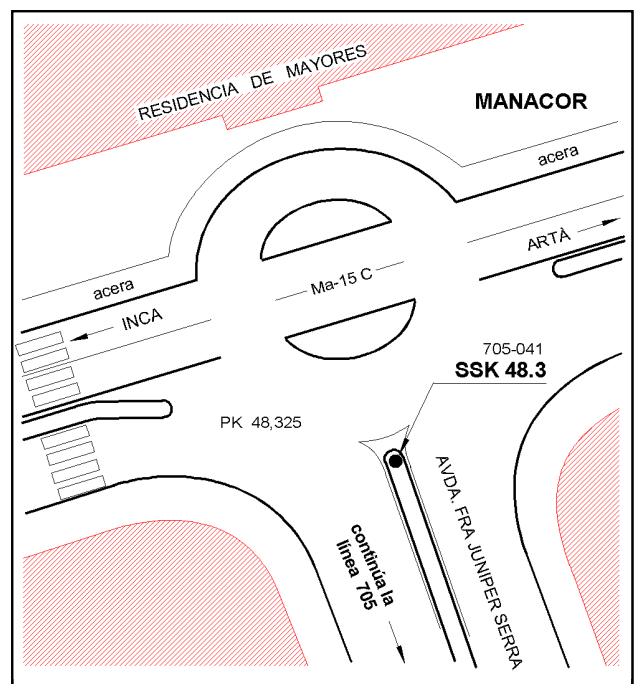 RESIDENCIA DE MAYORES
MANACOR
acera
ARTÀ
Ma-15 C
acera
INCA
705-041
SSK 48.3
PK 48,325
AVDA. FRA JUNIPER SERRA
continúa la
línea 705